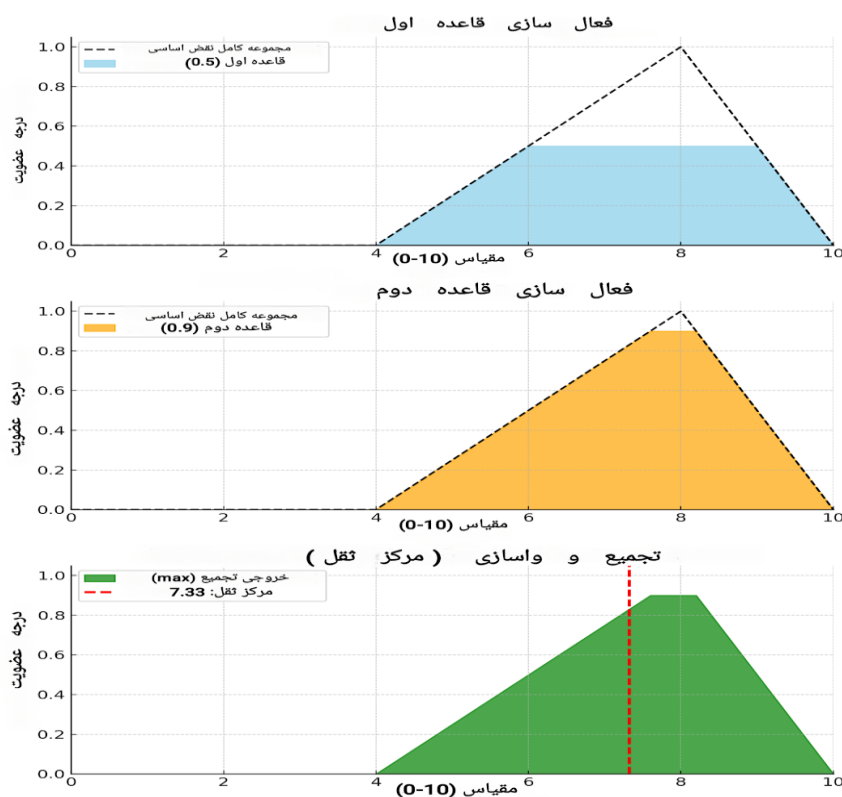 فعال سازی قاعده اول
مجموعه کامل نقض اساسی
قاعده اول (0.5)
درجه عضویت
1.0
0.8
0.6
0.4
0.2
0.0
0 2 4 6 8 10
مقیاس (0-10)
فعال سازی قاعده دوم
مجموعه کامل نقض اساسی
قاعده دوم (0.9)
درجه عضویت
1.0
0.8
0.6
0.4
0.2
0.0
0 2 4 6 8 10
مقیاس (0-10)
تجمیع و واسازی (مرکز ثقل)
خروجی تجمیع (max)
مرکز ثقل: 7.33
درجه عضویت
1.0
0.8
0.6
0.4
0.2
0.0
0 2 4 6 8 10
مقیاس (0-10)